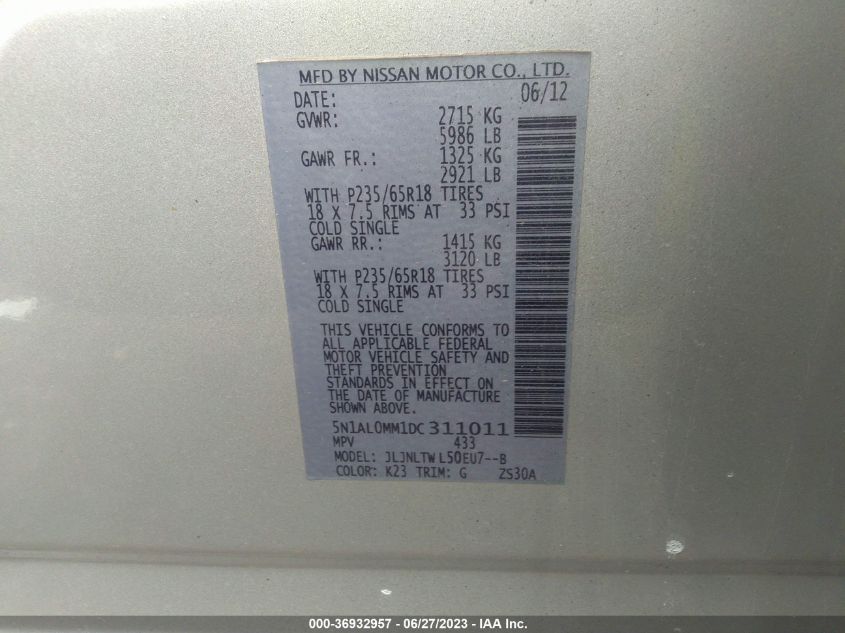 MFD BY NISSAN MOTOR CO., LTD.
DATE: 06/12
GVWR: 2715 KG
5986 LB
GAWR FR.: 1325 KG
2921 LB
WITH P235/65R18 TIRES
18 X 7.5 RIMS AT 33 PSI
COLD SINGLE
GAWR RR.: 1415 KG
3120 LB
WITH P235/65R18 TIRES
18 X 7.5 RIMS AT 33 PSI
COLD SINGLE
THIS VEHICLE CONFORMS TO
ALL APPLICABLE FEDERAL
MOTOR VEHICLE SAFETY AND
THEFT PREVENTION
STANDARDS IN EFFECT ON
THE DATE OF MANUFACTURE
SHOWN ABOVE.
5N1AL0MM1DC 311011
MPV 433
MODEL: JLJNLTW L50EU7--B
COLOR: K23 TRIM: G ZS30A
000-36932957 - 06/27/2023 - IAA Inc.